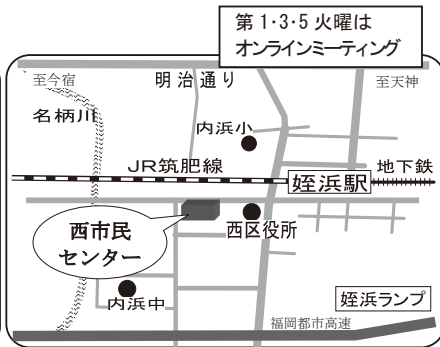 第1・3・5火曜は
オンラインミーティング
至今宿
明治通り
至天神
名柄川
内浜小
JR筑肥線
姪浜駅
地下鉄
西市民
センター
西区役所
内浜中
姪浜ランプ
福岡都市高速